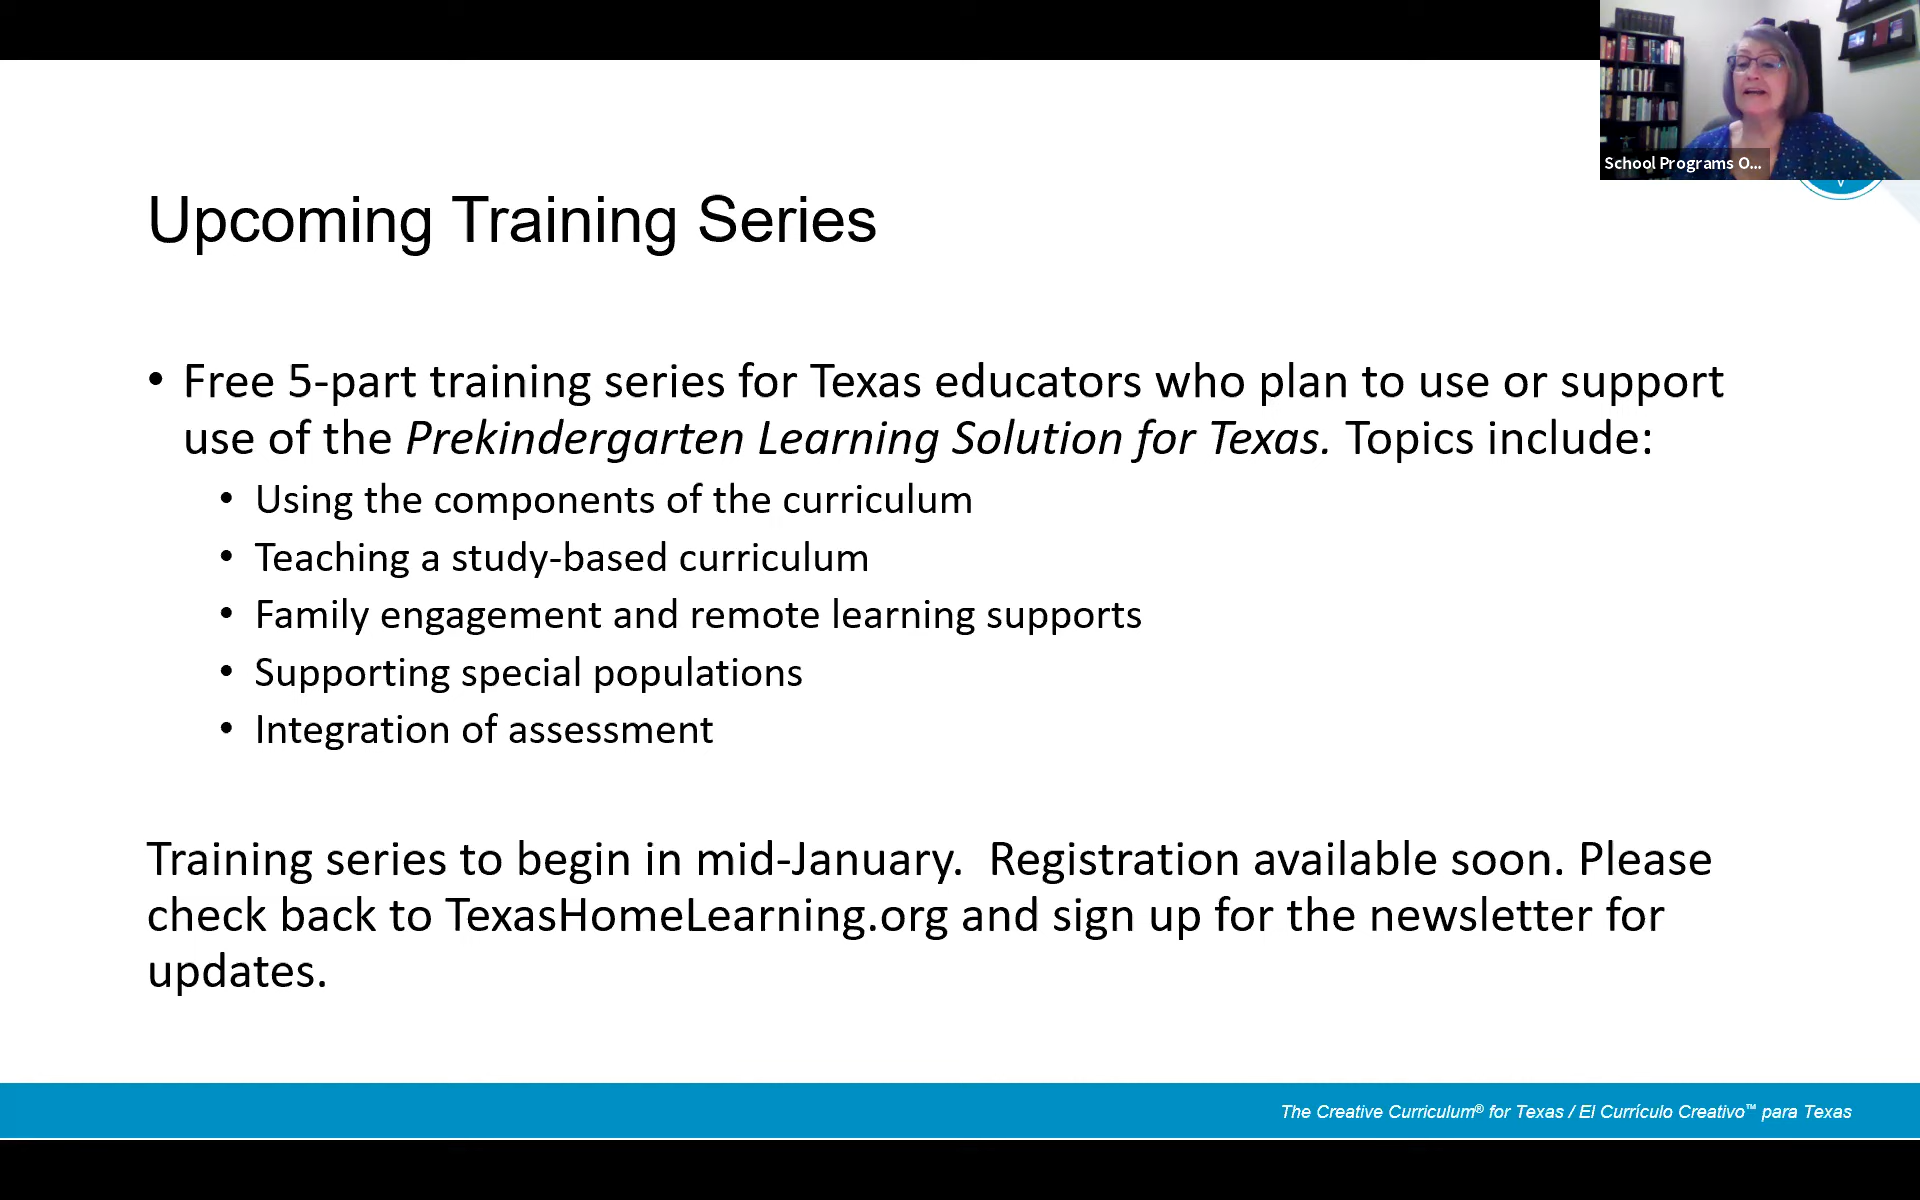 School Programs O...
Upcoming Training Series
• Free 5-part training series for Texas educators who plan to use or support
use of the Prekindergarten Learning Solution for Texas. Topics include:
• Using the components of the curriculum
• Teaching a study-based curriculum
• Family engagement and remote learning supports
• Supporting special populations
• Integration of assessment
Training series to begin in mid-January.  Registration available soon. Please
check back to TexasHomeLearning.org and sign up for the newsletter for
updates.
The Creative Curriculum® for Texas / El Currículo Creativo™ para Texas